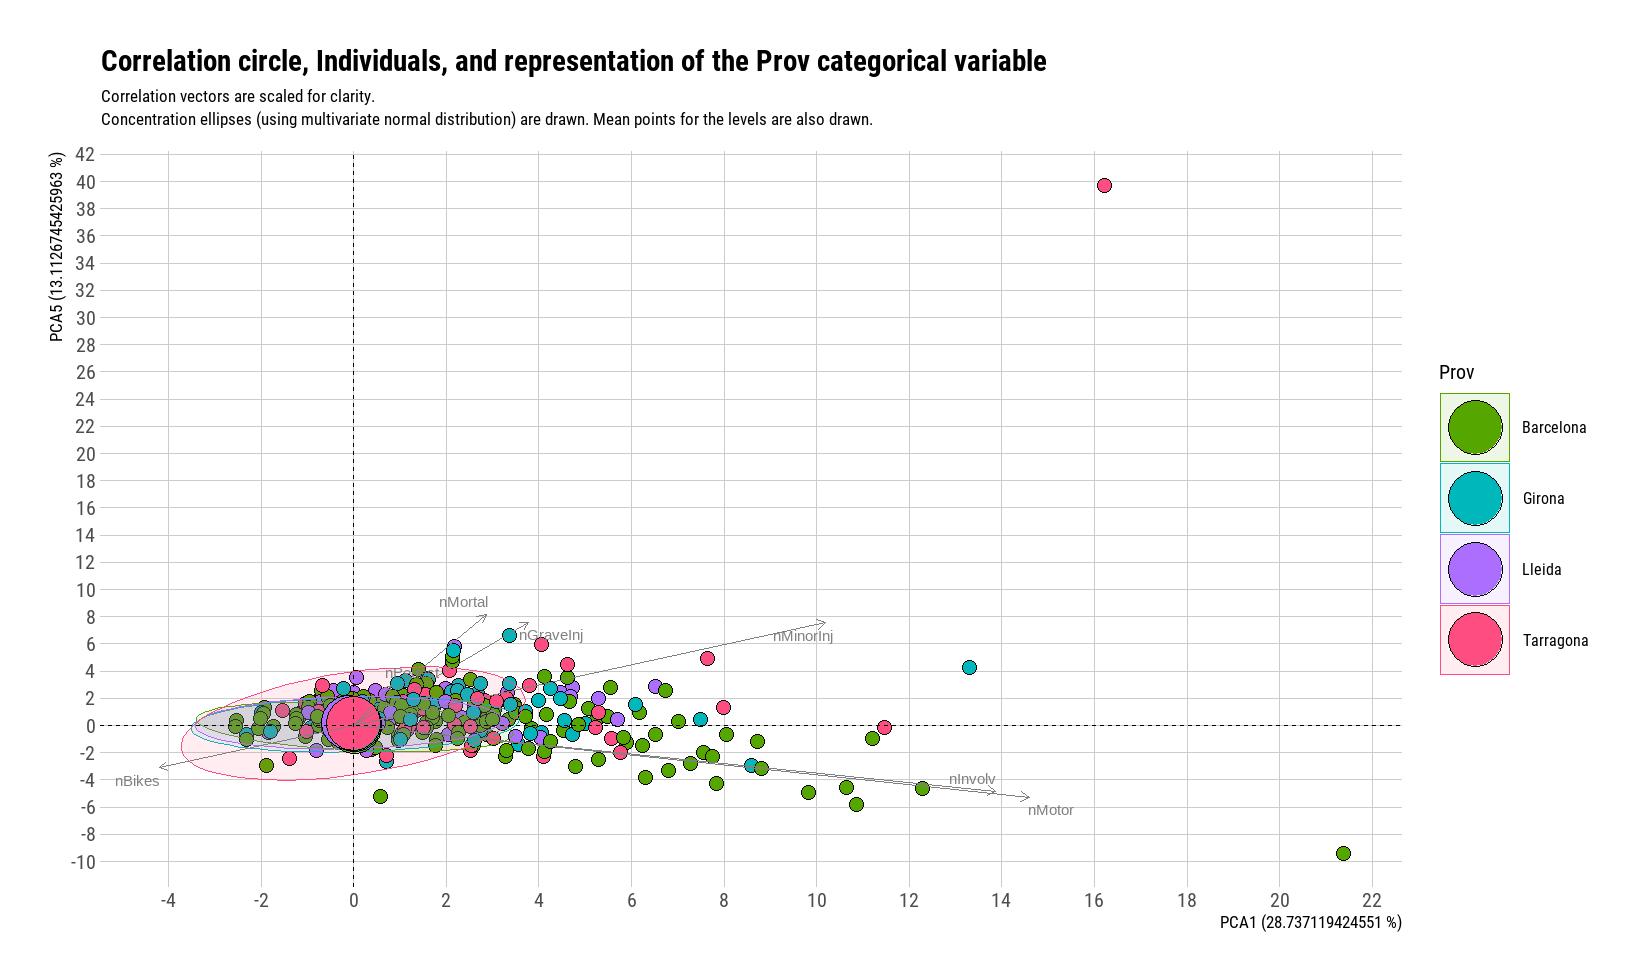 Correlation circle, Individuals, and representation of the Prov categorical variable
Correlation vectors are scaled for clarity.
Concentration ellipses (using multivariate normal distribution) are drawn. Mean points for the levels are also drawn.
PCA5 (13.1126745425963 %)
42
40
38
36
34
32
30
28
26
24
22
20
18
16
14
12
10
8
6
4
2
0
-2
-4
-6
-8
-10
nMortal
nGraveInj
nMinorInj
nBikes
nInvolv
nMotor
-4
-2
0
2
4
6
8
10
12
14
16
18
20
22
PCA1 (28.737119424551 %)
Prov
Barcelona
Girona
Lleida
Tarragona